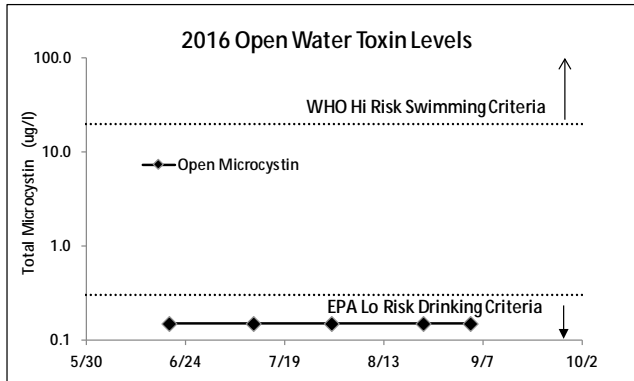 2016 Open Water Toxin Levels
100.0
WHO Hi Risk Swimming Criteria
10.0
Open Microcystin
Total Microcystin (ug/l)
1.0
EPA Lo Risk Drinking Criteria
0.1
5/30 6/24 7/19 8/13 9/7 10/2